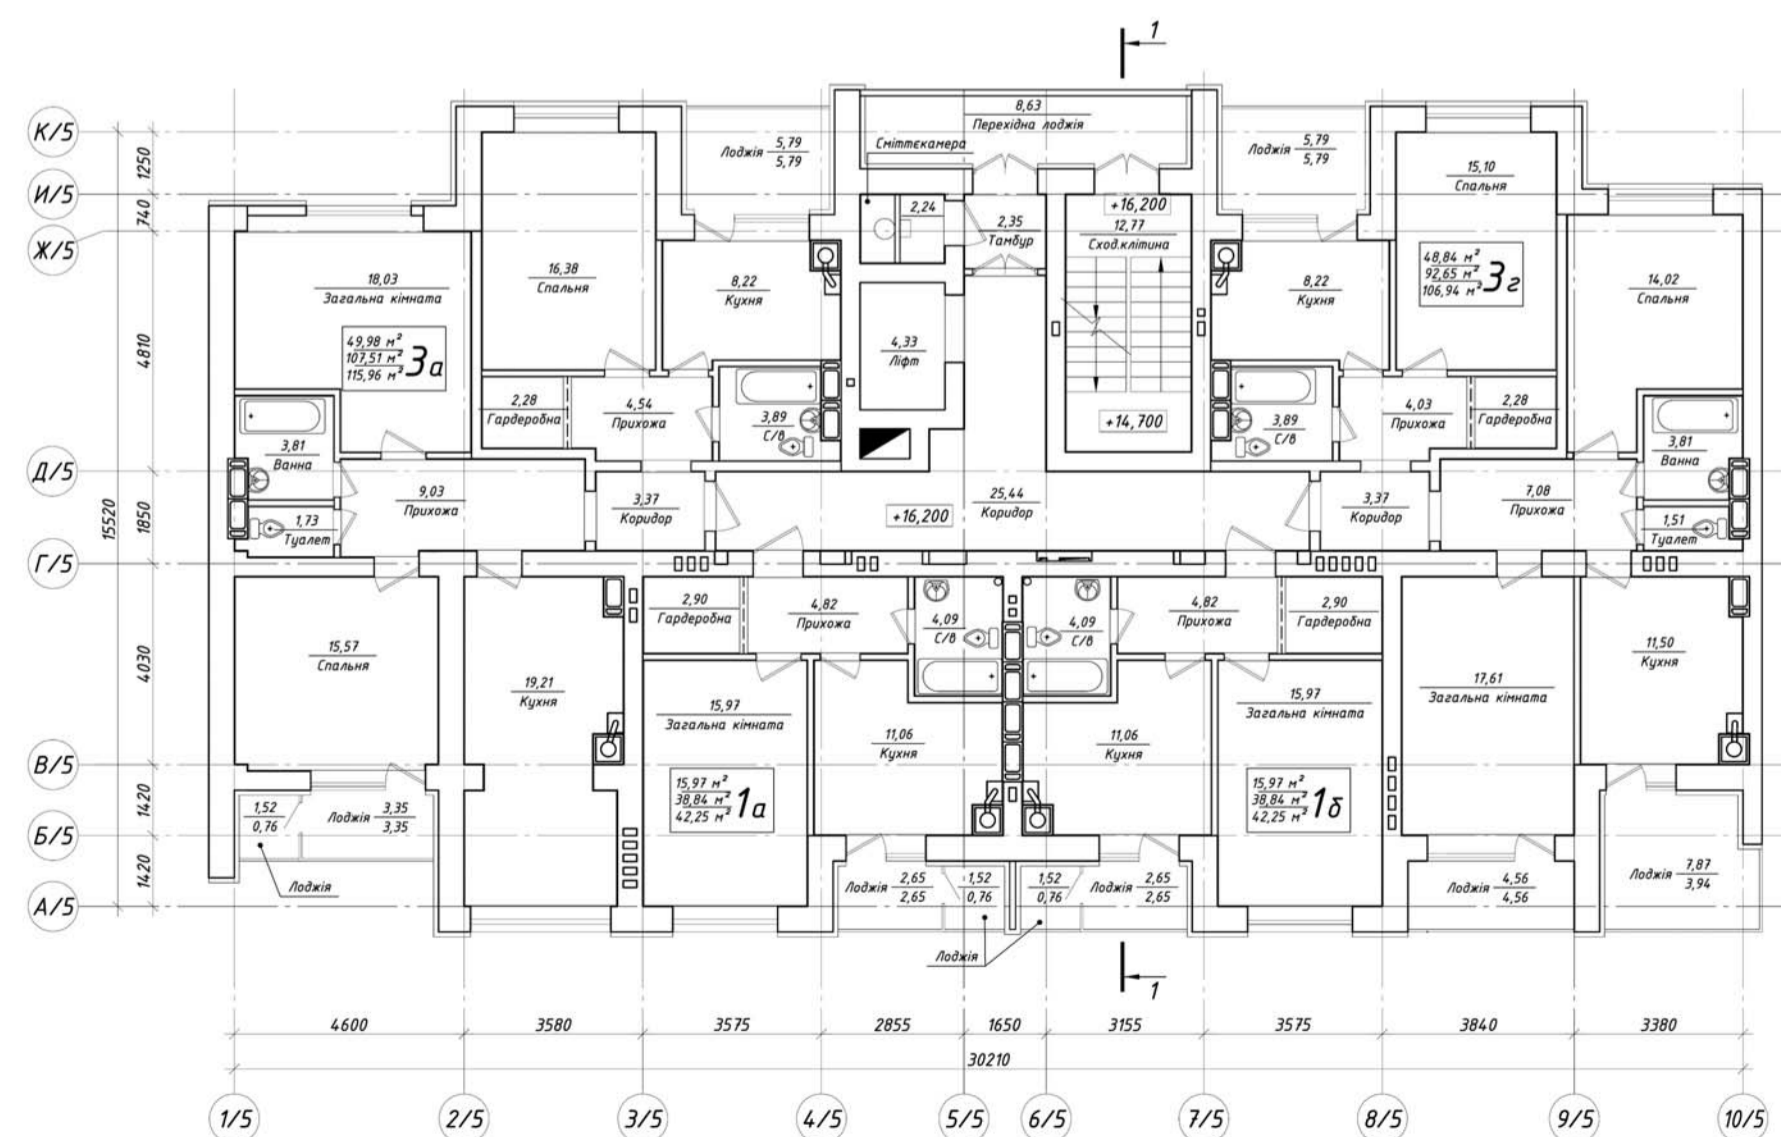 1
К/5
И/5
Ж/5
Д/5
Г/5
В/5
Б/5
А/5
1250
740
4810
1850
4030
1420
1420
15520
8,63
Перехідна лоджія
Сміттєкамера
Лоджія 5,79
5,79
Лоджія 5,79
5,79
15,10
Спальня
+16,200
2,24
2,35
Тамбур
12,77
Сход.клітина
18,03
Загальна кімната
16,38
Спальня
8,22
Кухня
8,22
Кухня
48,84 м²
92,65 м²
106,94 м²
3г
14,02
Спальня
49,98 м²
107,51 м²
115,96 м²
3а
4,33
Ліфт
2,28
Гардеробна
4,54
Прихожа
3,89
С/в
+14,700
3,89
С/в
4,03
Прихожа
2,28
Гардеробна
3,81
Ванна
3,81
Ванна
9,03
Прихожа
3,37
Коридор
+16,200
25,44
Коридор
3,37
Коридор
7,08
Прихожа
1,73
Туалет
1,51
Туалет
2,90
Гардеробна
4,82
Прихожа
4,09
С/в
4,09
С/в
4,82
Прихожа
2,90
Гардеробна
15,57
Спальня
19,21
Кухня
15,97
Загальна кімната
11,06
Кухня
11,06
Кухня
15,97
Загальна кімната
17,61
Загальна кімната
11,50
Кухня
15,97 м²
38,84 м²
42,25 м²
1а
15,97 м²
38,84 м²
42,25 м²
1б
1,52
0,76
Лоджія 3,35
3,35
Лоджія
Лоджія 2,65
2,65
1,52
0,76
1,52
0,76
Лоджія 2,65
2,65
Лоджія 4,56
4,56
Лоджія 7,87
3,94
Лоджія
1
4600
3580
3575
2855
1650
3155
3575
3840
3380
30210
1/5
2/5
3/5
4/5
5/5
6/5
7/5
8/5
9/5
10/5